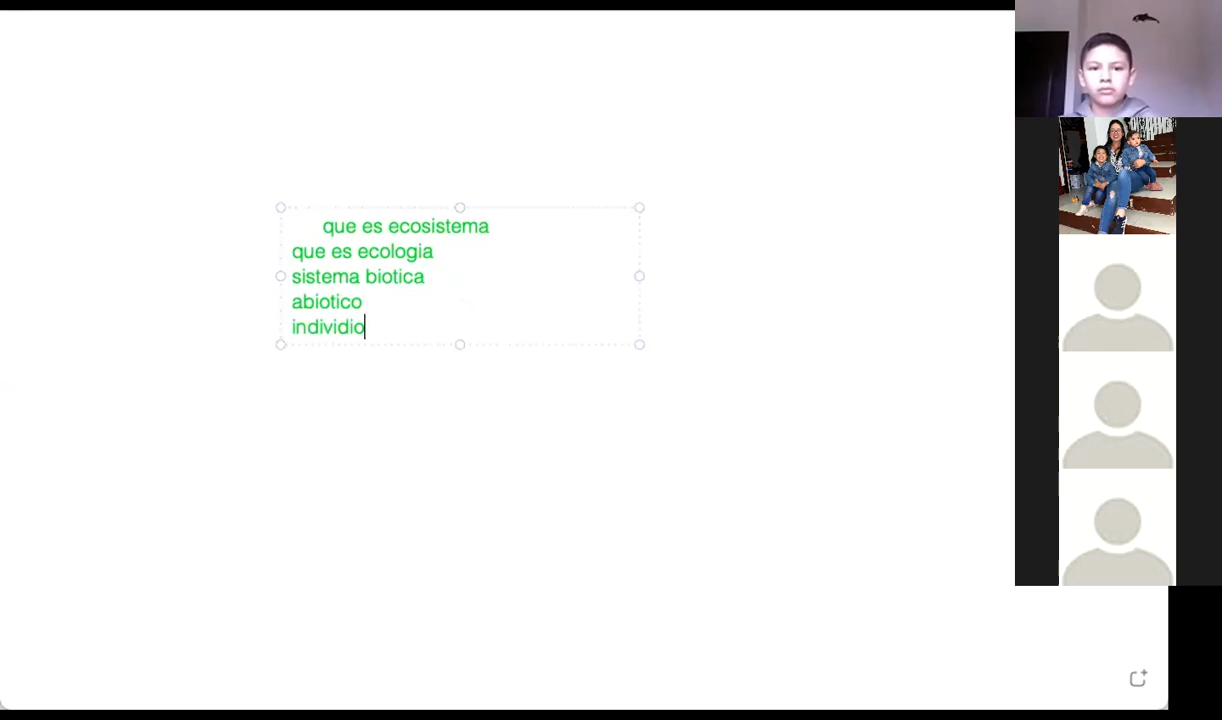 que es ecosistema
que es ecologia
sistema biotica
abiotico
individio